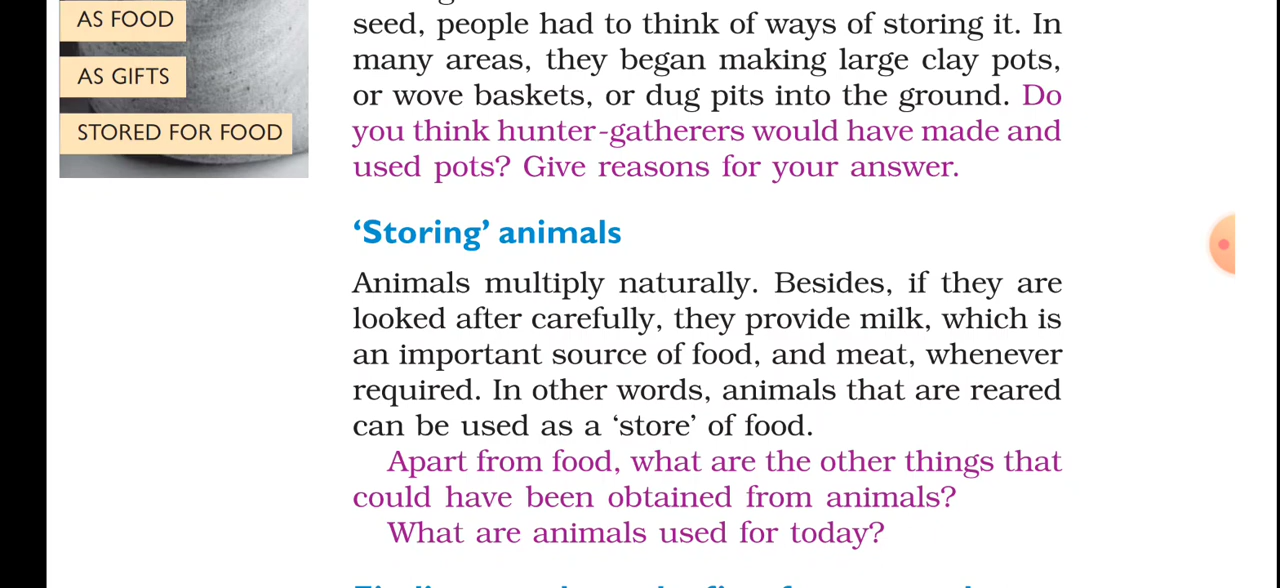 AS FOOD
AS GIFTS
STORED FOR FOOD
seed, people had to think of ways of storing it. In
many areas, they began making large clay pots,
or wove baskets, or dug pits into the ground. Do
you think hunter-gatherers would have made and
used pots? Give reasons for your answer.
‘Storing’ animals
Animals multiply naturally. Besides, if they are
looked after carefully, they provide milk, which is
an important source of food, and meat, whenever
required. In other words, animals that are reared
can be used as a ‘store’ of food.
Apart from food, what are the other things that
could have been obtained from animals?
What are animals used for today?